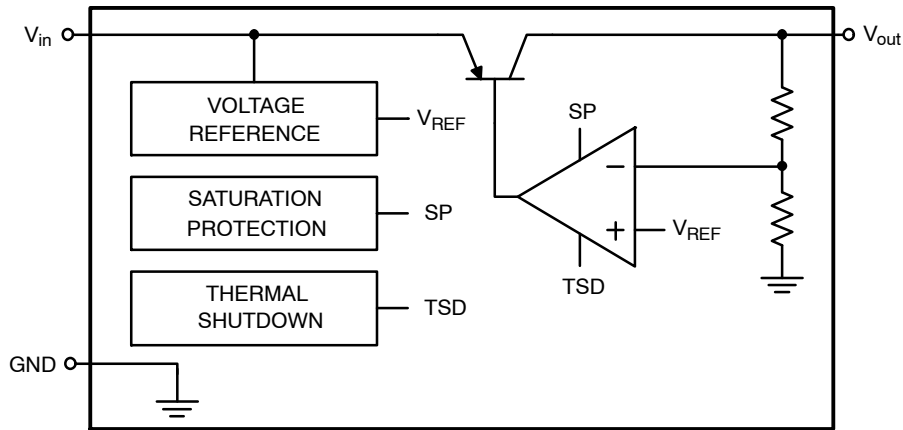 Vin
Vout
VOLTAGE
REFERENCE
VREF
SP
−
+
VREF
TSD
SATURATION
PROTECTION
SP
THERMAL
SHUTDOWN
TSD
GND